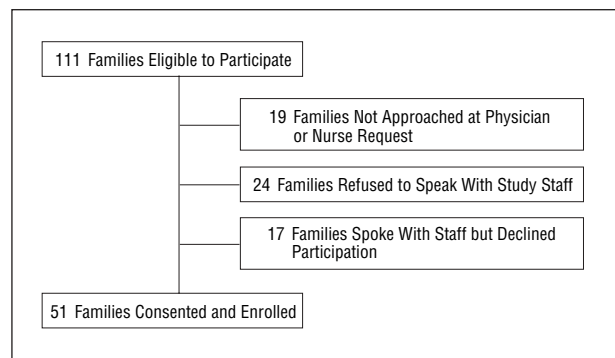 111 Families Eligible to Participate
19 Families Not Approached at Physician
or Nurse Request
24 Families Refused to Speak With Study Staff
17 Families Spoke With Staff but Declined
Participation
51 Families Consented and Enrolled